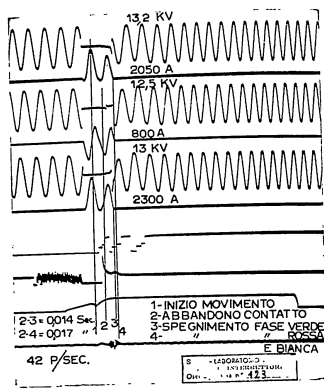 13,2 KV
2050 A
12,5 KV
800 A
13 KV
2300 A
2-3 = 0,014 Sec.
2-4 = 0,017 "
1 2 3 4
1-INIZIO MOVIMENTO
2-ABBANDONO CONTATTO
3-SPEGNIMENTO FASE VERDE
4- " " ROSSA
E BIANCA
42 P/SEC.
LABORATORIO
INTERRUTTORI
123